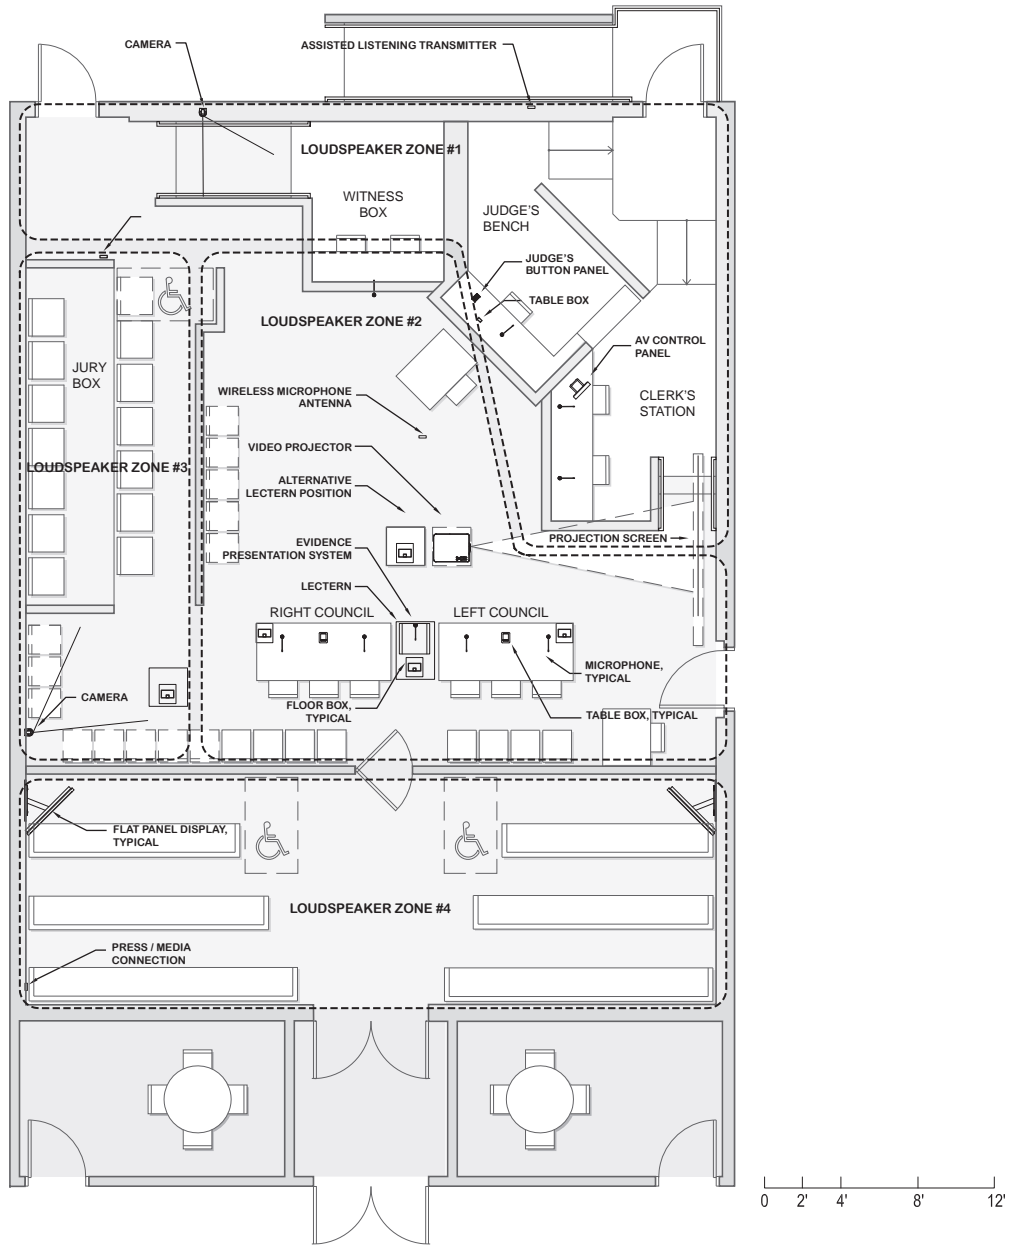 CAMERA
ASSISTED LISTENING TRANSMITTER
LOUDSPEAKER ZONE #1
WITNESS
BOX
JUDGE'S
BENCH
JUDGE'S
BUTTON PANEL
TABLE BOX
LOUDSPEAKER ZONE #2
AV CONTROL
PANEL
JURY
BOX
CLERK'S
STATION
WIRELESS MICROPHONE
ANTENNA
VIDEO PROJECTOR
LOUDSPEAKER ZONE #3
ALTERNATIVE
LECTERN POSITION
EVIDENCE
PRESENTATION SYSTEM
PROJECTION SCREEN
LECTERN
RIGHT COUNCIL
LEFT COUNCIL
MICROPHONE,
TYPICAL
CAMERA
FLOOR BOX,
TYPICAL
TABLE BOX, TYPICAL
FLAT PANEL DISPLAY,
TYPICAL
LOUDSPEAKER ZONE #4
PRESS / MEDIA
CONNECTION
0 2' 4' 8' 12'